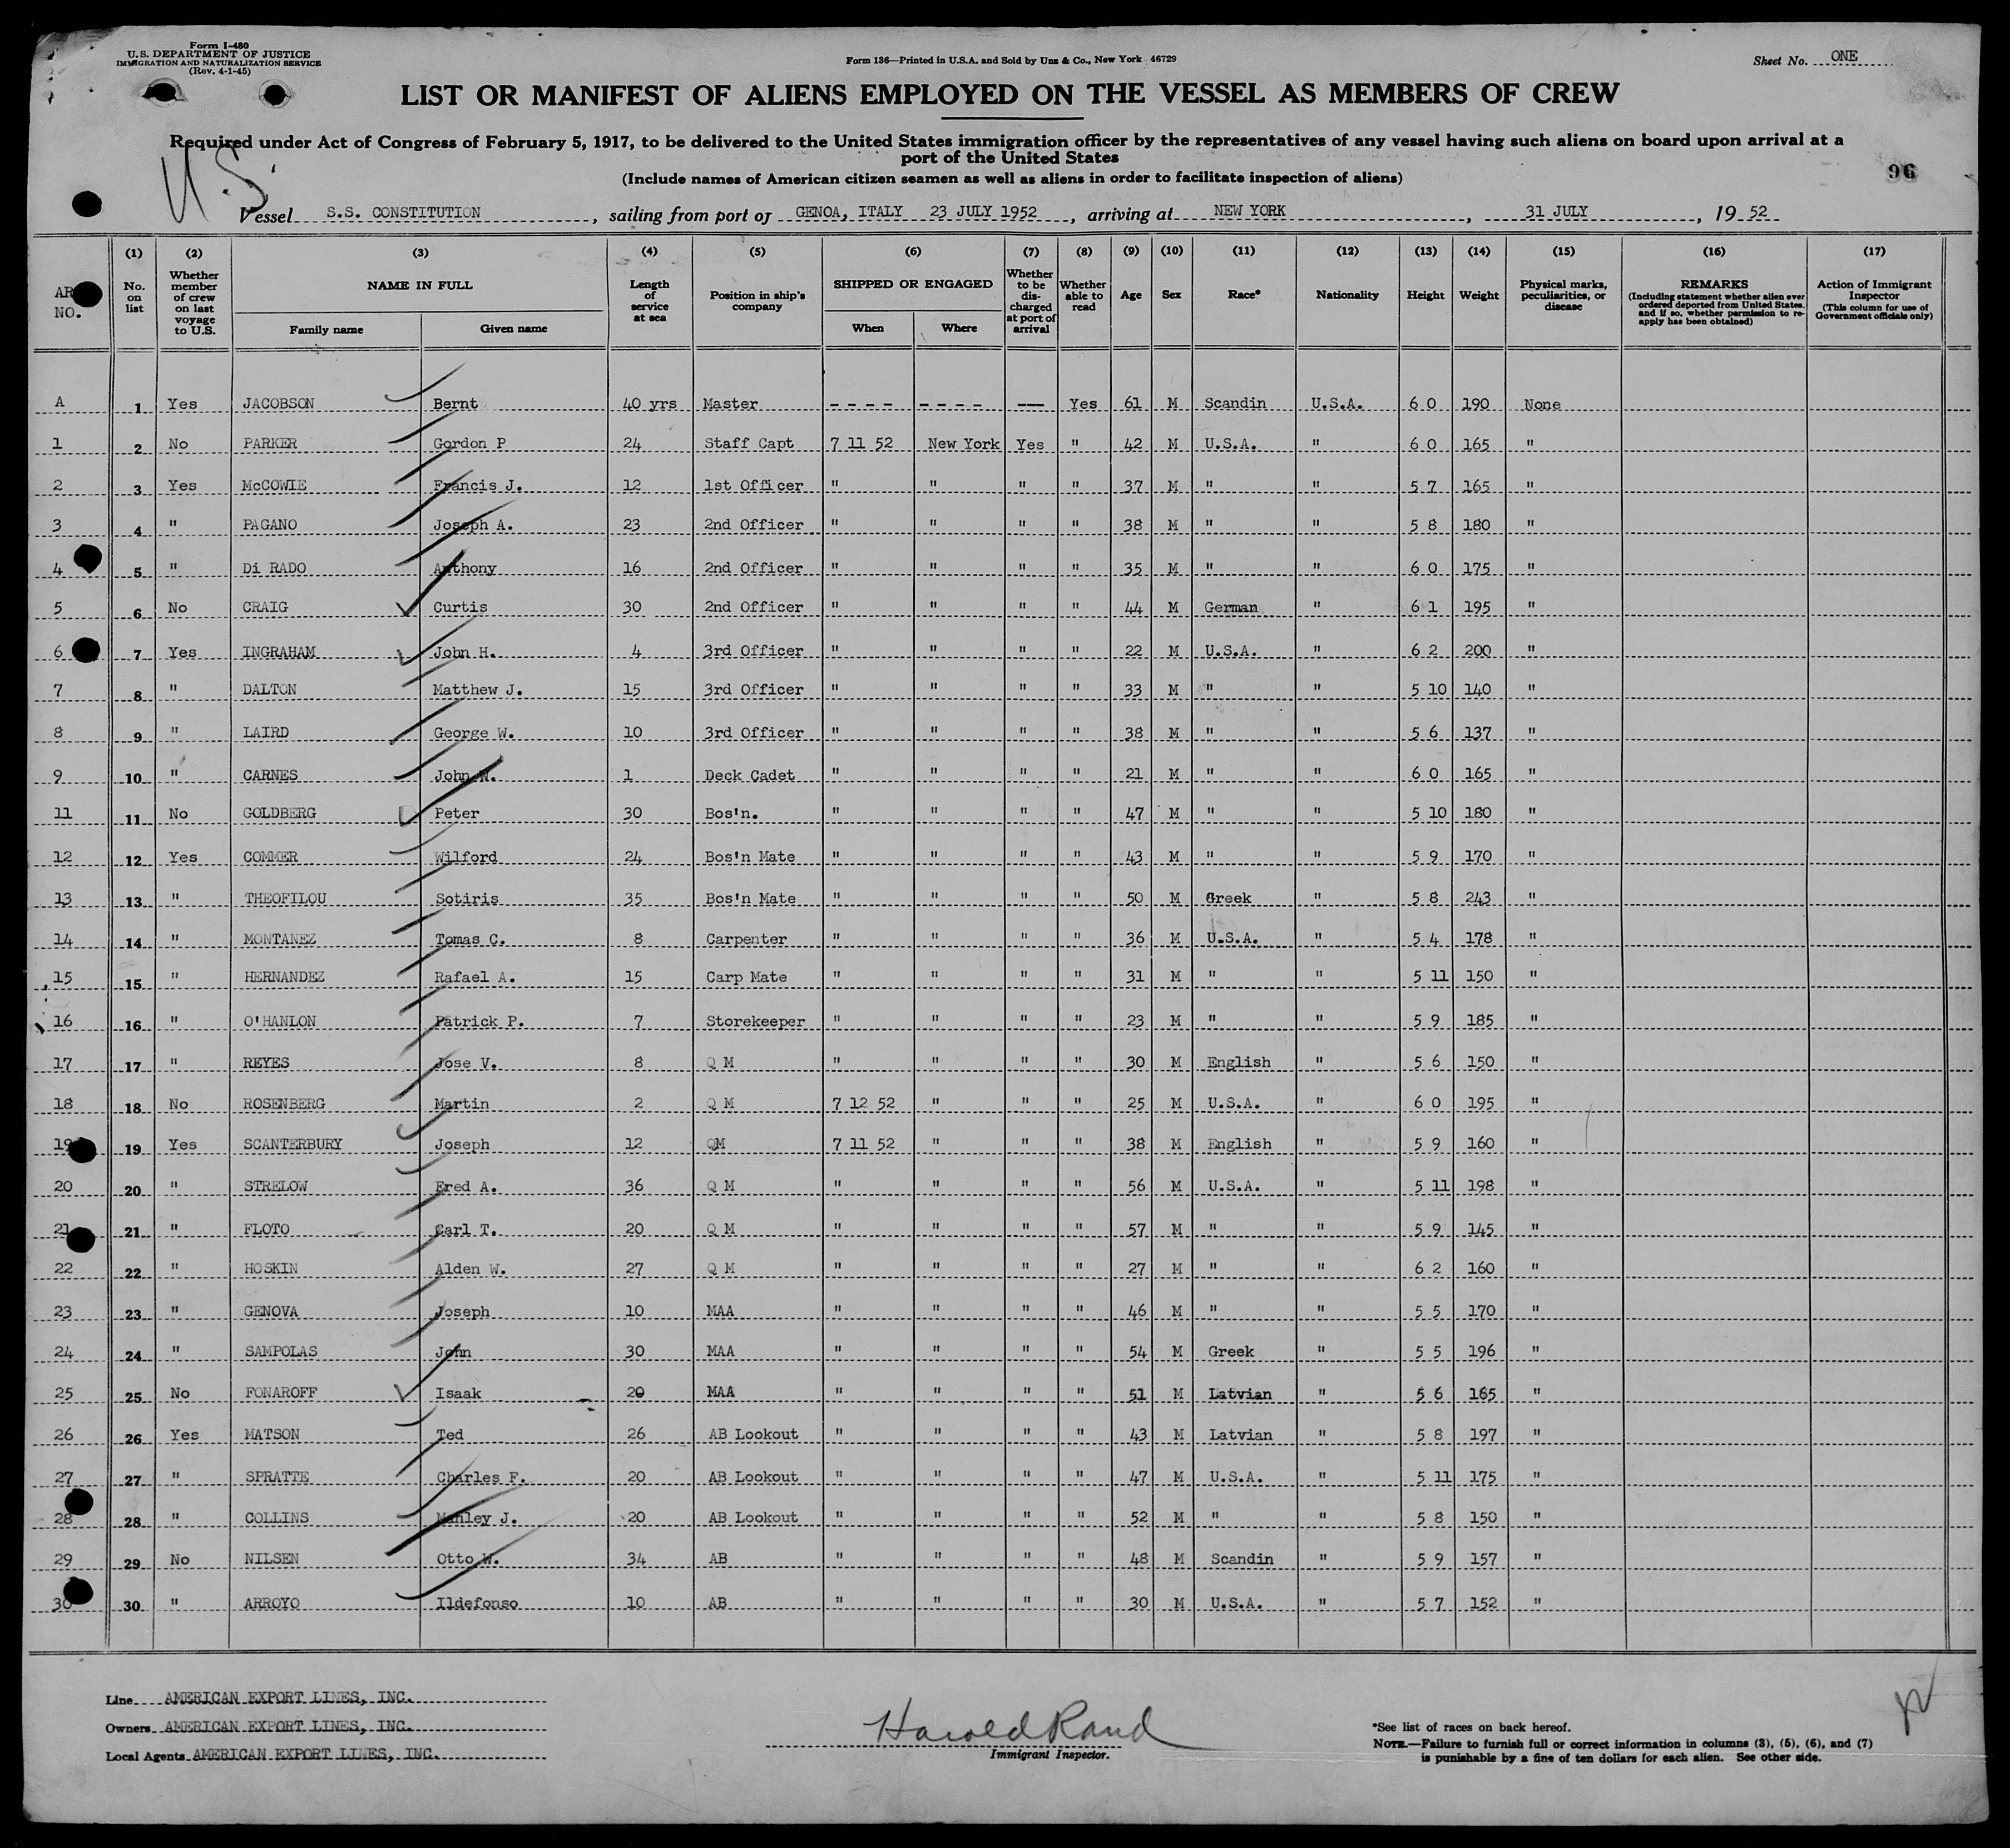 Form I-480
U.S. DEPARTMENT OF JUSTICE
IMMIGRATION AND NATURALIZATION SERVICE
(Rev. 4-1-45)
Form 136—Printed in U.S.A. and Sold by Unz & Co., New York 46729
Sheet No. ONE
LIST OR MANIFEST OF ALIENS EMPLOYED ON THE VESSEL AS MEMBERS OF CREW
Required under Act of Congress of February 5, 1917, to be delivered to the United States immigration officer by the representatives of any vessel having such aliens on board upon arrival at a
port of the United States
(Include names of American citizen seamen as well as aliens in order to facilitate inspection of aliens)
96
U.S.
Vessel S.S. CONSTITUTION, sailing from port of GENOA, ITALY 23 JULY 1952, arriving at NEW YORK, 31 JULY, 19 52
(1) (2) (3) (4) (5) (6) (7) (8) (9) (10) (11) (12) (13) (14) (15) (16) (17)
NO.
No. on list
Whether member of crew on last voyage to U.S.
NAME IN FULL
Family name Given name
Length of service at sea
Position in ship's company
SHIPPED OR ENGAGED
When Where
Whether to be discharged at port of arrival
Whether able to read
Age
Sex
Race*
Nationality
Height
Weight
Physical marks, peculiarities, or disease
REMARKS
(Including statement whether alien ever ordered deported from United States, and if so, whether permission to re-apply has been obtained)
Action of Immigrant Inspector
(This column for use of Government officials only)
A 1 Yes JACOBSON Bernt 40 yrs Master - - - - - - - - --- Yes 61 M Scandin U.S.A. 6 0 190 None
1 2 No PARKER Gordon P 24 Staff Capt 7 11 52 New York Yes " 42 M U.S.A. " 6 0 165 "
2 3 Yes McCOWIE Francis J. 12 1st Officer " " " " 37 M " " 5 7 165 "
3 4 " PAGANO Joseph A. 23 2nd Officer " " " " 38 M " " 5 8 180 "
4 5 " Di RADO Anthony 16 2nd Officer " " " " 35 M " " 6 0 175 "
5 6 No CRAIG Curtis 30 2nd Officer " " " " 44 M German " 6 1 195 "
6 7 Yes INGRAHAM John H. 4 3rd Officer " " " " 22 M U.S.A. " 6 2 200 "
7 8 " DALTON Matthew J. 15 3rd Officer " " " " 33 M " " 5 10 140 "
8 9 " LAIRD George W. 10 3rd Officer " " " " 38 M " " 5 6 137 "
9 10 " CARNES John W. 1 Deck Cadet " " " " 21 M " " 6 0 165 "
11 11 No GOLDBERG Peter 30 Bos'n. " " " " 47 M " " 5 10 180 "
12 12 Yes COMMER Wilford 24 Bos'n Mate " " " " 43 M " " 5 9 170 "
13 13 " THEOFILOU Sotiris 35 Bos'n Mate " " " " 50 M Greek " 5 8 243 "
14 14 " MONTANEZ Tomas C. 8 Carpenter " " " " 36 M U.S.A. " 5 4 178 "
15 15 " HERNANDEZ Rafael A. 15 Carp Mate " " " " 31 M " " 5 11 150 "
16 16 " O'HANLON Patrick P. 7 Storekeeper " " " " 23 M " " 5 9 185 "
17 17 " REYES Jose V. 8 Q M " " " " 30 M English " 5 6 150 "
18 18 No ROSENBERG Martin 2 Q M 7 12 52 " " " 25 M U.S.A. " 6 0 195 "
19 19 Yes SCANTERBURY Joseph 12 QM 7 11 52 " " " 38 M English " 5 9 160 "
20 20 " STRELOW Fred A. 36 Q M " " " " 56 M U.S.A. " 5 11 198 "
21 21 " FLOTO Carl T. 20 Q M " " " " 57 M " " 5 9 145 "
22 22 " HOSKIN Alden W. 27 Q M " " " " 27 M " " 6 2 160 "
23 23 " GENOVA Joseph 10 MAA " " " " 46 M " " 5 5 170 "
24 24 " SAMPOLAS John 30 MAA " " " " 54 M Greek " 5 5 196 "
25 25 No FONAROFF Isaak 20 MAA " " " " 51 M Latvian " 5 6 165 "
26 26 Yes MATSON Ted 26 AB Lookout " " " " 43 M Latvian " 5 8 197 "
27 27 " SPRATTE Charles F. 20 AB Lookout " " " " 47 M U.S.A. " 5 11 175 "
28 28 " COLLINS Manley J. 20 AB Lookout " " " " 52 M " " 5 8 150 "
29 29 No NILSEN Otto W. 34 AB " " " " 48 M Scandin " 5 9 157 "
30 30 " ARROYO Ildefonso 10 AB " " " " 30 M U.S.A. " 5 7 152 "
Line AMERICAN EXPORT LINES, INC.
Owners AMERICAN EXPORT LINES, INC.
Local Agents AMERICAN EXPORT LINES, INC.
Harold Rand
Immigrant Inspector.
*See list of races on back hereof.
NOTE.—Failure to furnish full or correct information in columns (3), (5), (6), and (7)
is punishable by a fine of ten dollars for each alien. See other side.